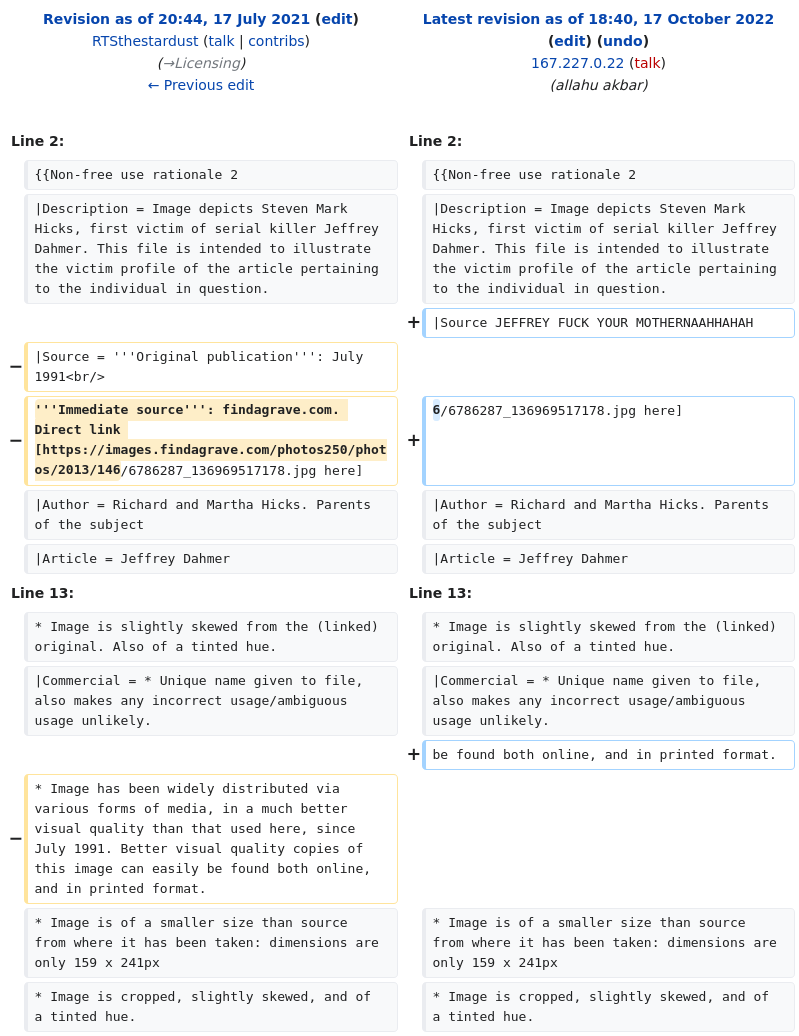 Revision as of 20:44, 17 July 2021 (edit)
RTSthestardust (talk | contribs)
(→Licensing)
← Previous edit
Latest revision as of 18:40, 17 October 2022
(edit) (undo)
167.227.0.22 (talk)
(allahu akbar)
Line 2:
Line 2:
{{Non-free use rationale 2
{{Non-free use rationale 2
|Description = Image depicts Steven Mark
Hicks, first victim of serial killer Jeffrey
Dahmer. This file is intended to illustrate
the victim profile of the article pertaining
to the individual in question.
|Description = Image depicts Steven Mark
Hicks, first victim of serial killer Jeffrey
Dahmer. This file is intended to illustrate
the victim profile of the article pertaining
to the individual in question.
+
|Source JEFFREY FUCK YOUR MOTHERNAAHHAHAH
−
|Source = '''Original publication''': July
1991<br/>
−
'''Immediate source''': findagrave.com.
Direct link
[https://images.findagrave.com/photos250/phot
os/2013/146/6786287_136969517178.jpg here]
+
6/6786287_136969517178.jpg here]
|Author = Richard and Martha Hicks. Parents
of the subject
|Author = Richard and Martha Hicks. Parents
of the subject
|Article = Jeffrey Dahmer
|Article = Jeffrey Dahmer
Line 13:
Line 13:
* Image is slightly skewed from the (linked)
original. Also of a tinted hue.
* Image is slightly skewed from the (linked)
original. Also of a tinted hue.
|Commercial = * Unique name given to file,
also makes any incorrect usage/ambiguous
usage unlikely.
|Commercial = * Unique name given to file,
also makes any incorrect usage/ambiguous
usage unlikely.
+
be found both online, and in printed format.
−
* Image has been widely distributed via
various forms of media, in a much better
visual quality than that used here, since
July 1991. Better visual quality copies of
this image can easily be found both online,
and in printed format.
* Image is of a smaller size than source
from where it has been taken: dimensions are
only 159 x 241px
* Image is of a smaller size than source
from where it has been taken: dimensions are
only 159 x 241px
* Image is cropped, slightly skewed, and of
a tinted hue.
* Image is cropped, slightly skewed, and of
a tinted hue.